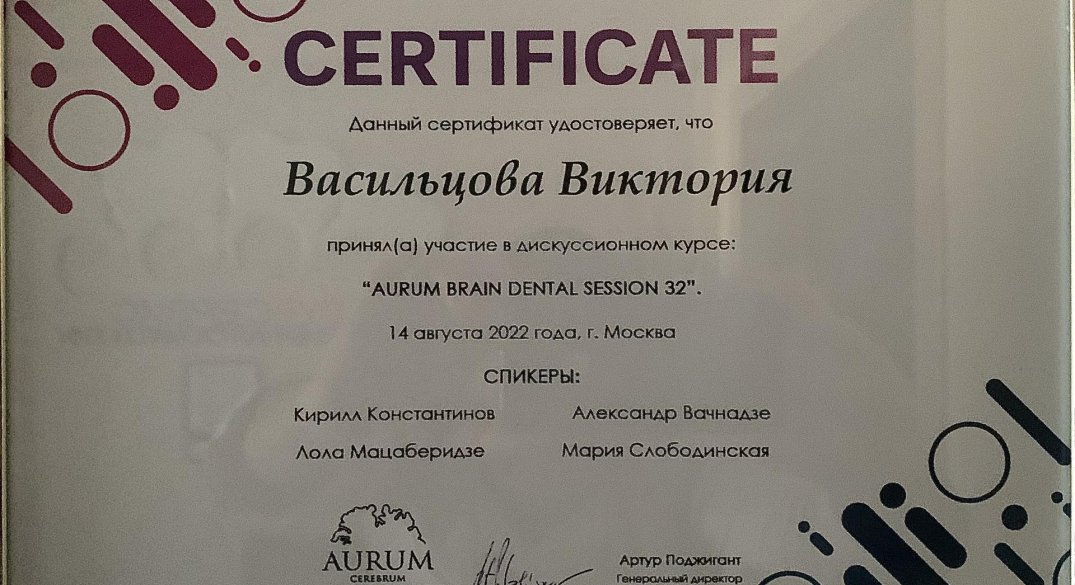 CERTIFICATE
Данный сертификат удостоверяет, что
Васильцова Виктория
принял(а) участие в дискуссионном курсе:
“AURUM BRAIN DENTAL SESSION 32”.
14 августа 2022 года, г. Москва
СПИКЕРЫ:
Кирилл Константинов Александр Вачнадзе
Лола Мацаберидзе Мария Слободинская
AURUM
CEREBRUM
Артур Поджигант
Генеральный директор